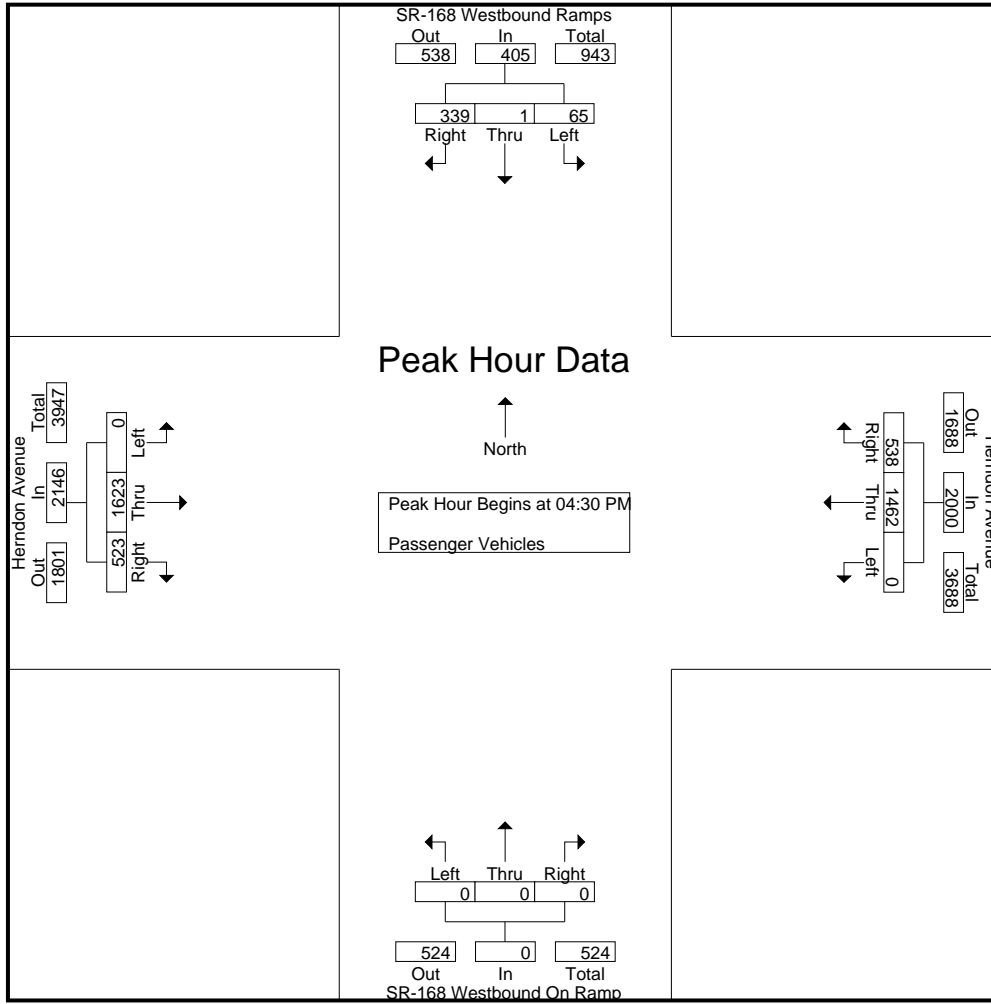 SR-168 Westbound Ramps
Out In Total
538 405 943
339 1 65
Right Thru Left
Peak Hour Data
North
Peak Hour Begins at 04:30 PM
Passenger Vehicles
Herndon Avenue
Out In Total
1801 2146 3947
523 1623 0
Right Thru Left
Herndon Avenue
Out In Total
1688 2000 3688
538 1462 0
Right Thru Left
Left Thru Right
0 0 0
524 0 524
Out In Total
SR-168 Westbound On Ramp